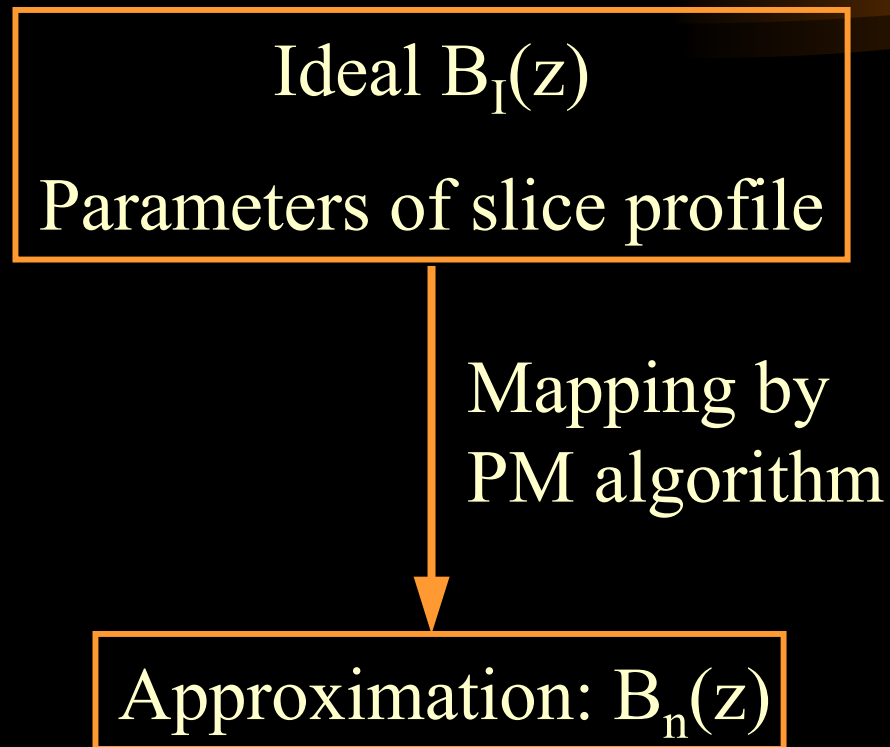 Ideal B_I(z)
Parameters of slice profile
Mapping by
PM algorithm
Approximation: B_n(z)